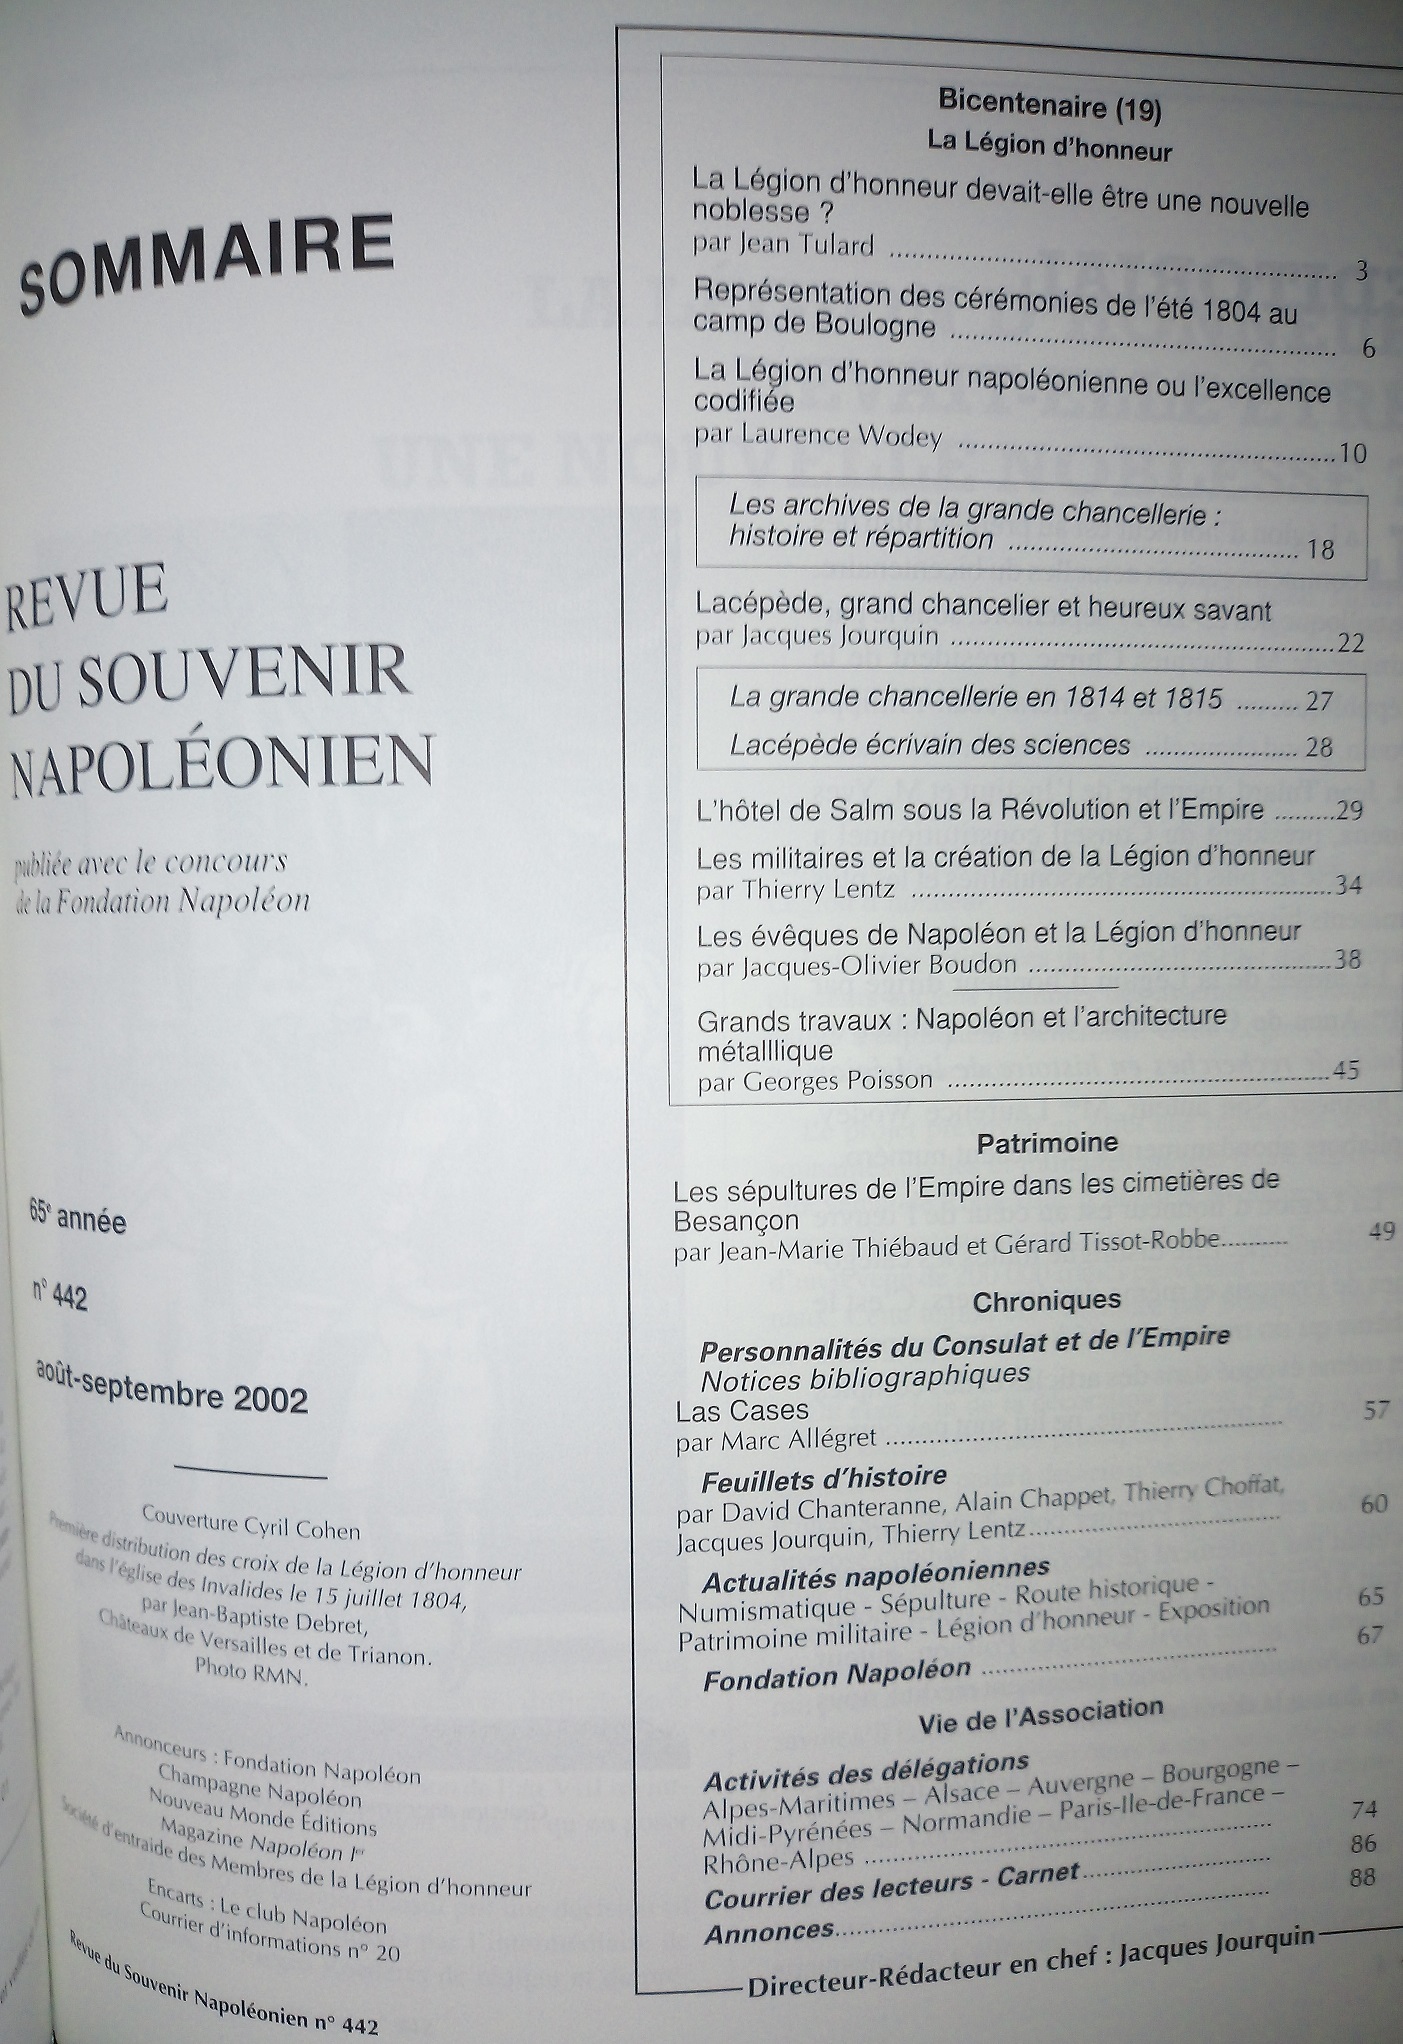 SOMMAIRE
REVUE
DU SOUVENIR
NAPOLÉONIEN
publiée avec le concours
de la Fondation Napoléon
65e année
n° 442
août-septembre 2002
Couverture Cyril Cohen
Première distribution des croix de la Légion d'honneur
dans l'église des Invalides le 15 juillet 1804,
par Jean-Baptiste Debret,
Châteaux de Versailles et de Trianon.
Photo RMN.
Annonceurs : Fondation Napoléon
Champagne Napoléon
Nouveau Monde Éditions
Magazine Napoléon Ier
Société d'entraide des Membres de la Légion d'honneur
Encarts : Le club Napoléon
Courrier d'informations n° 20
Revue du Souvenir Napoléonien n° 442
Bicentenaire (19)
La Légion d'honneur
La Légion d'honneur devait-elle être une nouvelle
noblesse ?
par Jean Tulard ........ 3
Représentation des cérémonies de l'été 1804 au
camp de Boulogne ........ 6
La Légion d'honneur napoléonienne ou l'excellence
codifiée
par Laurence Wodey ........ 10
Les archives de la grande chancellerie :
histoire et répartition ........ 18
Lacépède, grand chancelier et heureux savant
par Jacques Jourquin ........ 22
La grande chancellerie en 1814 et 1815 ......... 27
Lacépède écrivain des sciences ........ 28
L'hôtel de Salm sous la Révolution et l'Empire .........29
Les militaires et la création de la Légion d'honneur
par Thierry Lentz ........ 34
Les évêques de Napoléon et la Légion d'honneur
par Jacques-Olivier Boudon ........ 38
Grands travaux : Napoléon et l'architecture
métalllique
par Georges Poisson ........ 45
Patrimoine
Les sépultures de l'Empire dans les cimetières de
Besançon
par Jean-Marie Thiébaud et Gérard Tissot-Robbe.......... 49
Chroniques
Personnalités du Consulat et de l'Empire
Notices bibliographiques
Las Cases
par Marc Allégret ........ 57
Feuillets d'histoire
par David Chanteranne, Alain Chappet, Thierry Choffat,
Jacques Jourquin, Thierry Lentz........ 60
Actualités napoléoniennes
Numismatique - Sépulture - Route historique -
Patrimoine militaire - Légion d'honneur - Exposition 65
Fondation Napoléon ........ 67
Vie de l'Association
Activités des délégations
Alpes-Maritimes – Alsace – Auvergne – Bourgogne –
Midi-Pyrénées – Normandie – Paris-Ile-de-France –
Rhône-Alpes ........ 74
Courrier des lecteurs - Carnet........ 86
Annonces........ 88
Directeur-Rédacteur en chef : Jacques Jourquin